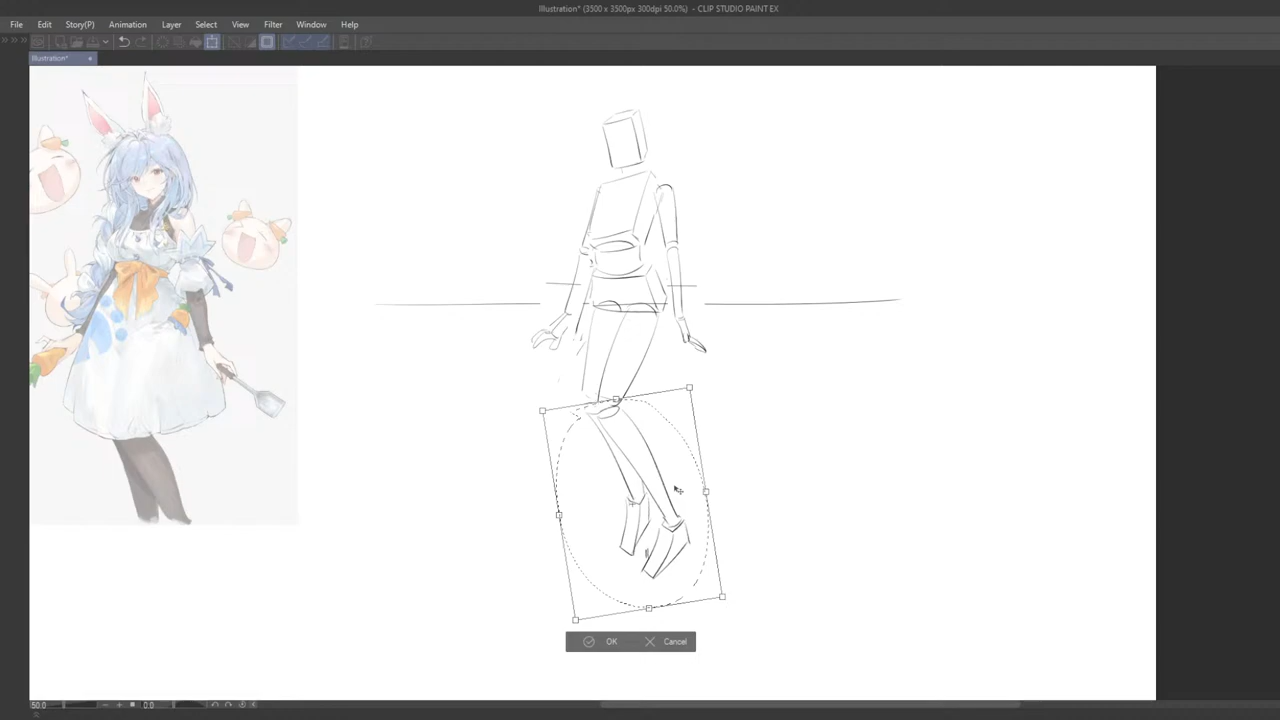 Illustration* (3500 x 3500px 300dpi 50.0%) - CLIP STUDIO PAINT EX
File Edit Story(P) Animation Layer Select View Filter Window Help
Illustration*
OK Cancel
50.0 0.0